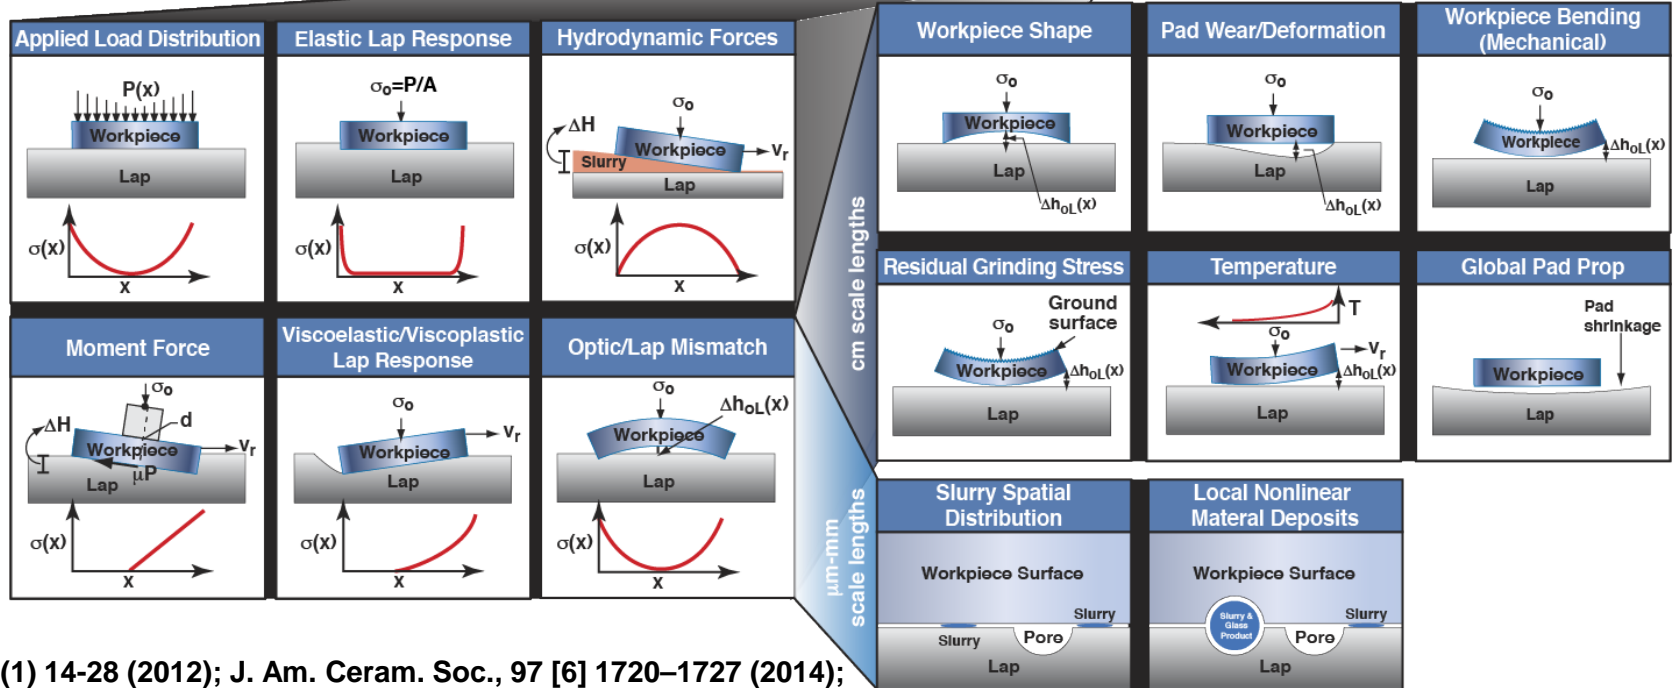 Applied Load Distribution
P(x)
Workpiece
Lap
σ(x)
x
Elastic Lap Response
σo=P/A
Workpiece
Lap
σ(x)
x
Hydrodynamic Forces
σo
ΔH
Slurry
Workpiece
Vr
Lap
σ(x)
x
Moment Force
σo
ΔH
d
Workpiece
Vr
μP
Lap
σ(x)
x
Viscoelastic/Viscoplastic
Lap Response
σo
Vr
Workpiece
Lap
σ(x)
x
Optic/Lap Mismatch
σo
ΔhoL(x)
Workpiece
Lap
σ(x)
x
cm scale lengths
Workpiece Shape
σo
Workpiece
Lap
ΔhoL(x)
Pad Wear/Deformation
σo
Workpiece
Lap
ΔhoL(x)
Workpiece Bending
(Mechanical)
σo
Workpiece
ΔhoL(x)
Lap
Residual Grinding Stress
Ground
surface
σo
Workpiece
ΔhoL(x)
Lap
Temperature
T
σo
Vr
Workpiece
ΔhoL(x)
Lap
Global Pad Prop
Pad
shrinkage
Workpiece
Lap
μm-mm
scale lengths
Slurry Spatial
Distribution
Workpiece Surface
Slurry
Slurry
Pore
Lap
Local Nonlinear
Materal Deposits
Workpiece Surface
Slurry &
Glass
Product
Slurry
Pore
Lap
(1) 14-28 (2012); J. Am. Ceram. Soc., 97 [6] 1720–1727 (2014);